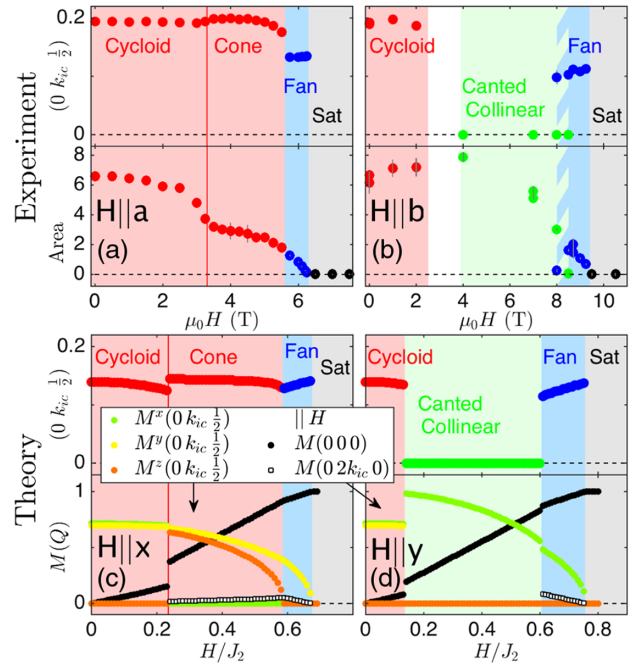 Experiment
(0 k_ic 1/2)
0.2
0
Cycloid
Cone
Fan
Sat
Cycloid
Canted
Collinear
Fan
Area
8
6
4
2
0
H||a
(a)
Sat
H||b
(b)
0 2 4 6
μ₀H (T)
0 2 4 6 8 10
μ₀H (T)
Theory
(0 k_ic 1/2)
0.2
0
Cycloid
Cone
Fan
Sat
Cycloid
Canted
Collinear
Fan
Sat
M^x(0 k_ic 1/2)
M^y(0 k_ic 1/2)
M^z(0 k_ic 1/2)
|| H
M(0 0 0)
M(0 2k_ic 0)
M(Q)
1
0
H||x
(c)
H||y
(d)
0 0.2 0.4 0.6
H/J₂
0 0.2 0.4 0.6 0.8
H/J₂